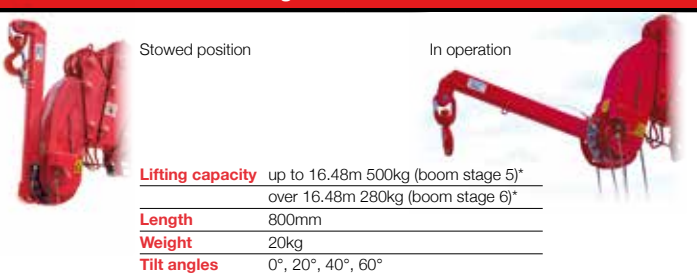 Stowed position
In operation
Lifting capacity up to 16.48m 500kg (boom stage 5)*
over 16.48m 280kg (boom stage 6)*
Length 800mm
Weight 20kg
Tilt angles 0°, 20°, 40°, 60°